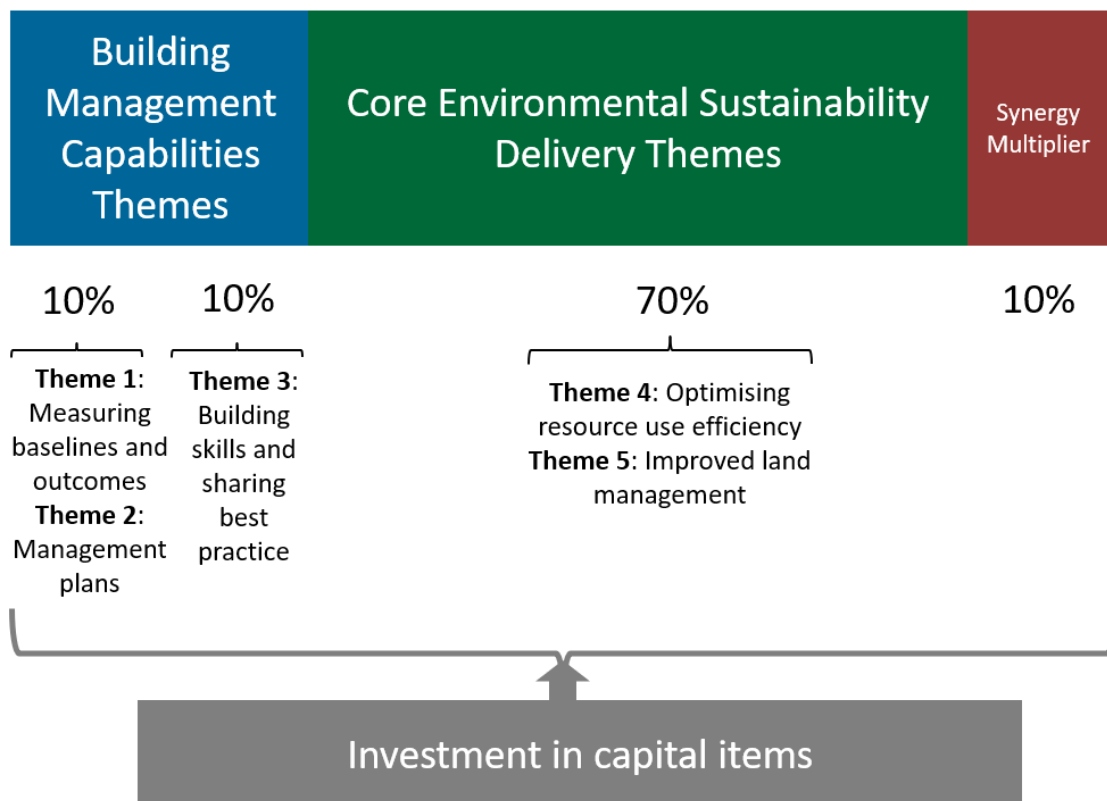 Building
Management
Capabilities
Themes
Core Environmental Sustainability
Delivery Themes
Synergy
Multiplier
10%
10%
70%
10%
Theme 1:
Measuring
baselines and
outcomes
Theme 2:
Management
plans
Theme 3:
Building
skills and
sharing
best
practice
Theme 4: Optimising
resource use efficiency
Theme 5: Improved land
management
Investment in capital items